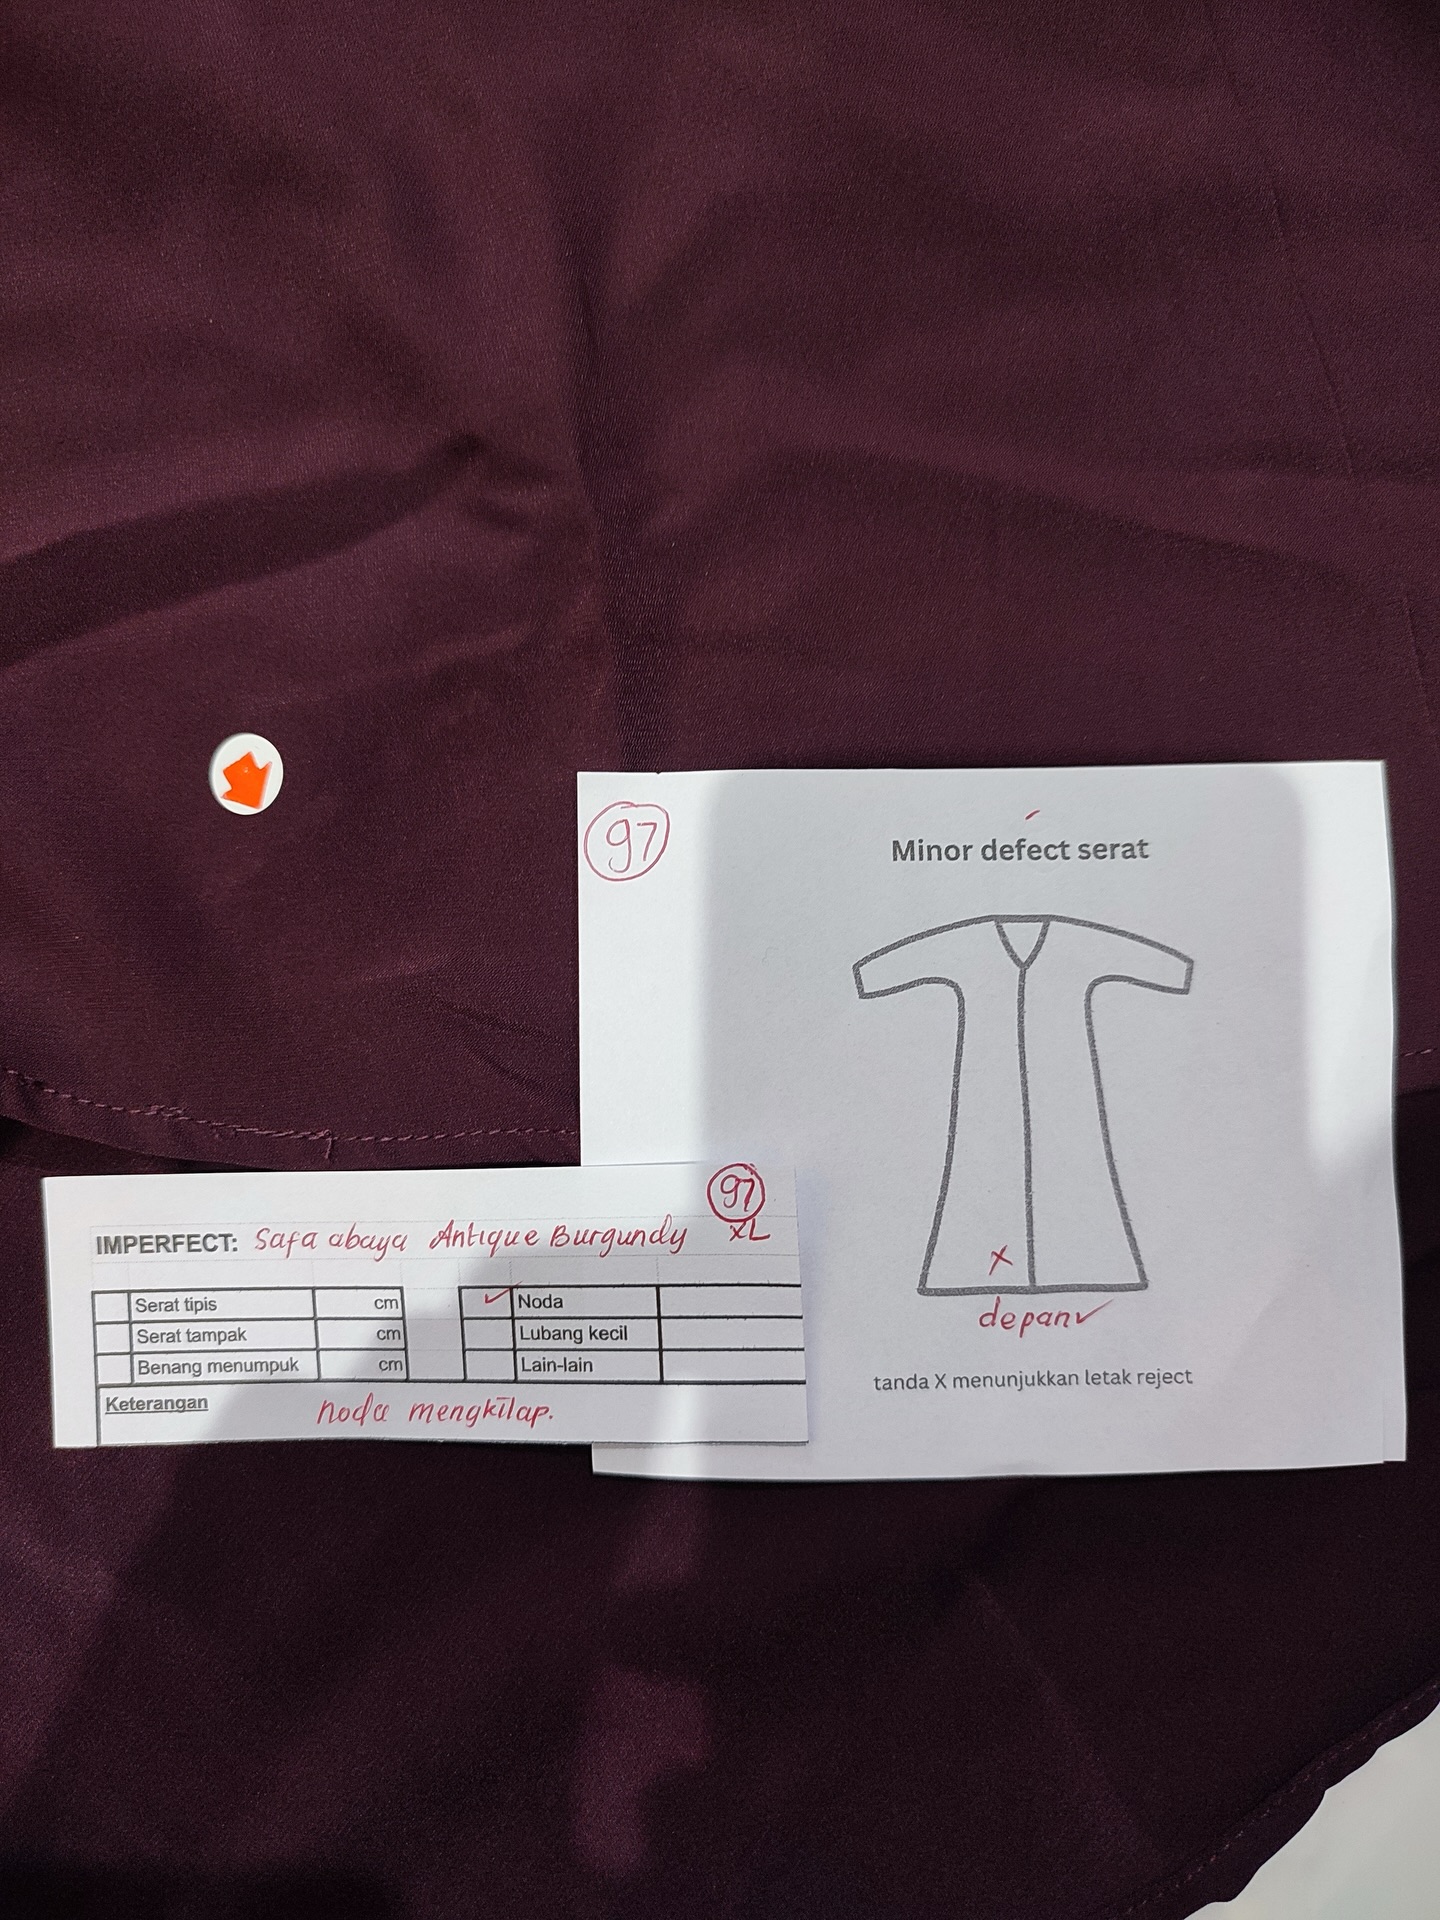 97
Minor defect serat
depan
tanda X menunjukkan letak reject
97
XL
IMPERFECT: Safa abaya Antique Burgundy
Serat tipis cm Noda
Serat tampak cm Lubang kecil
Benang menumpuk cm Lain-lain
Keterangan
noda mengkilap.